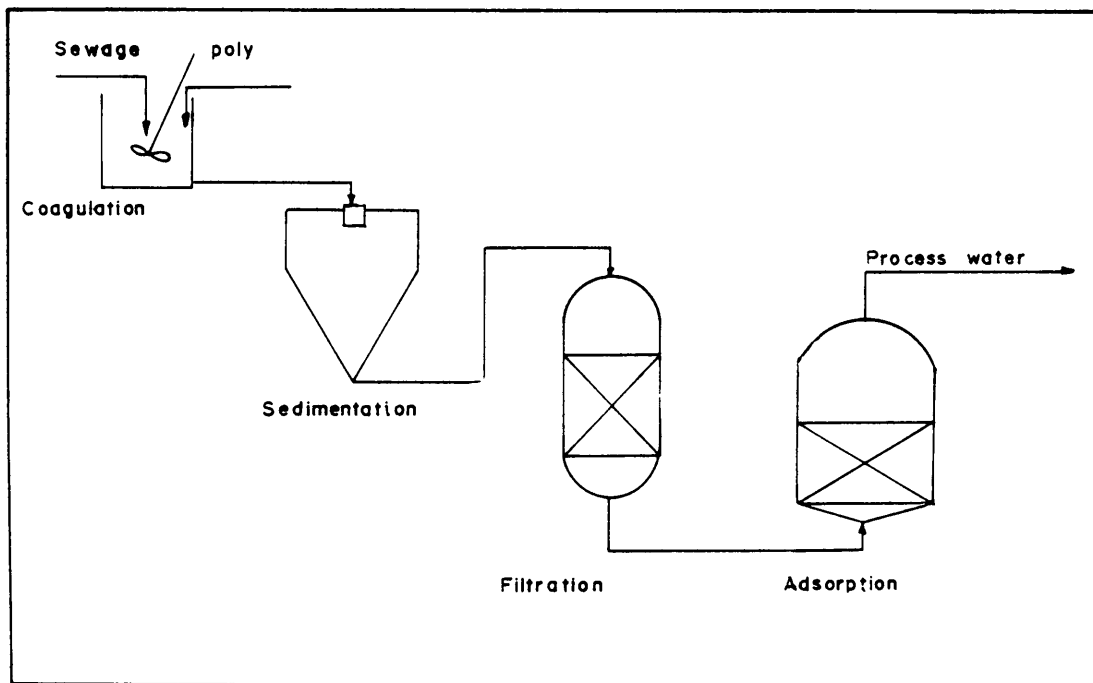 Sewage
poly
Coagulation
Process water
Sedimentation
Filtration
Adsorption